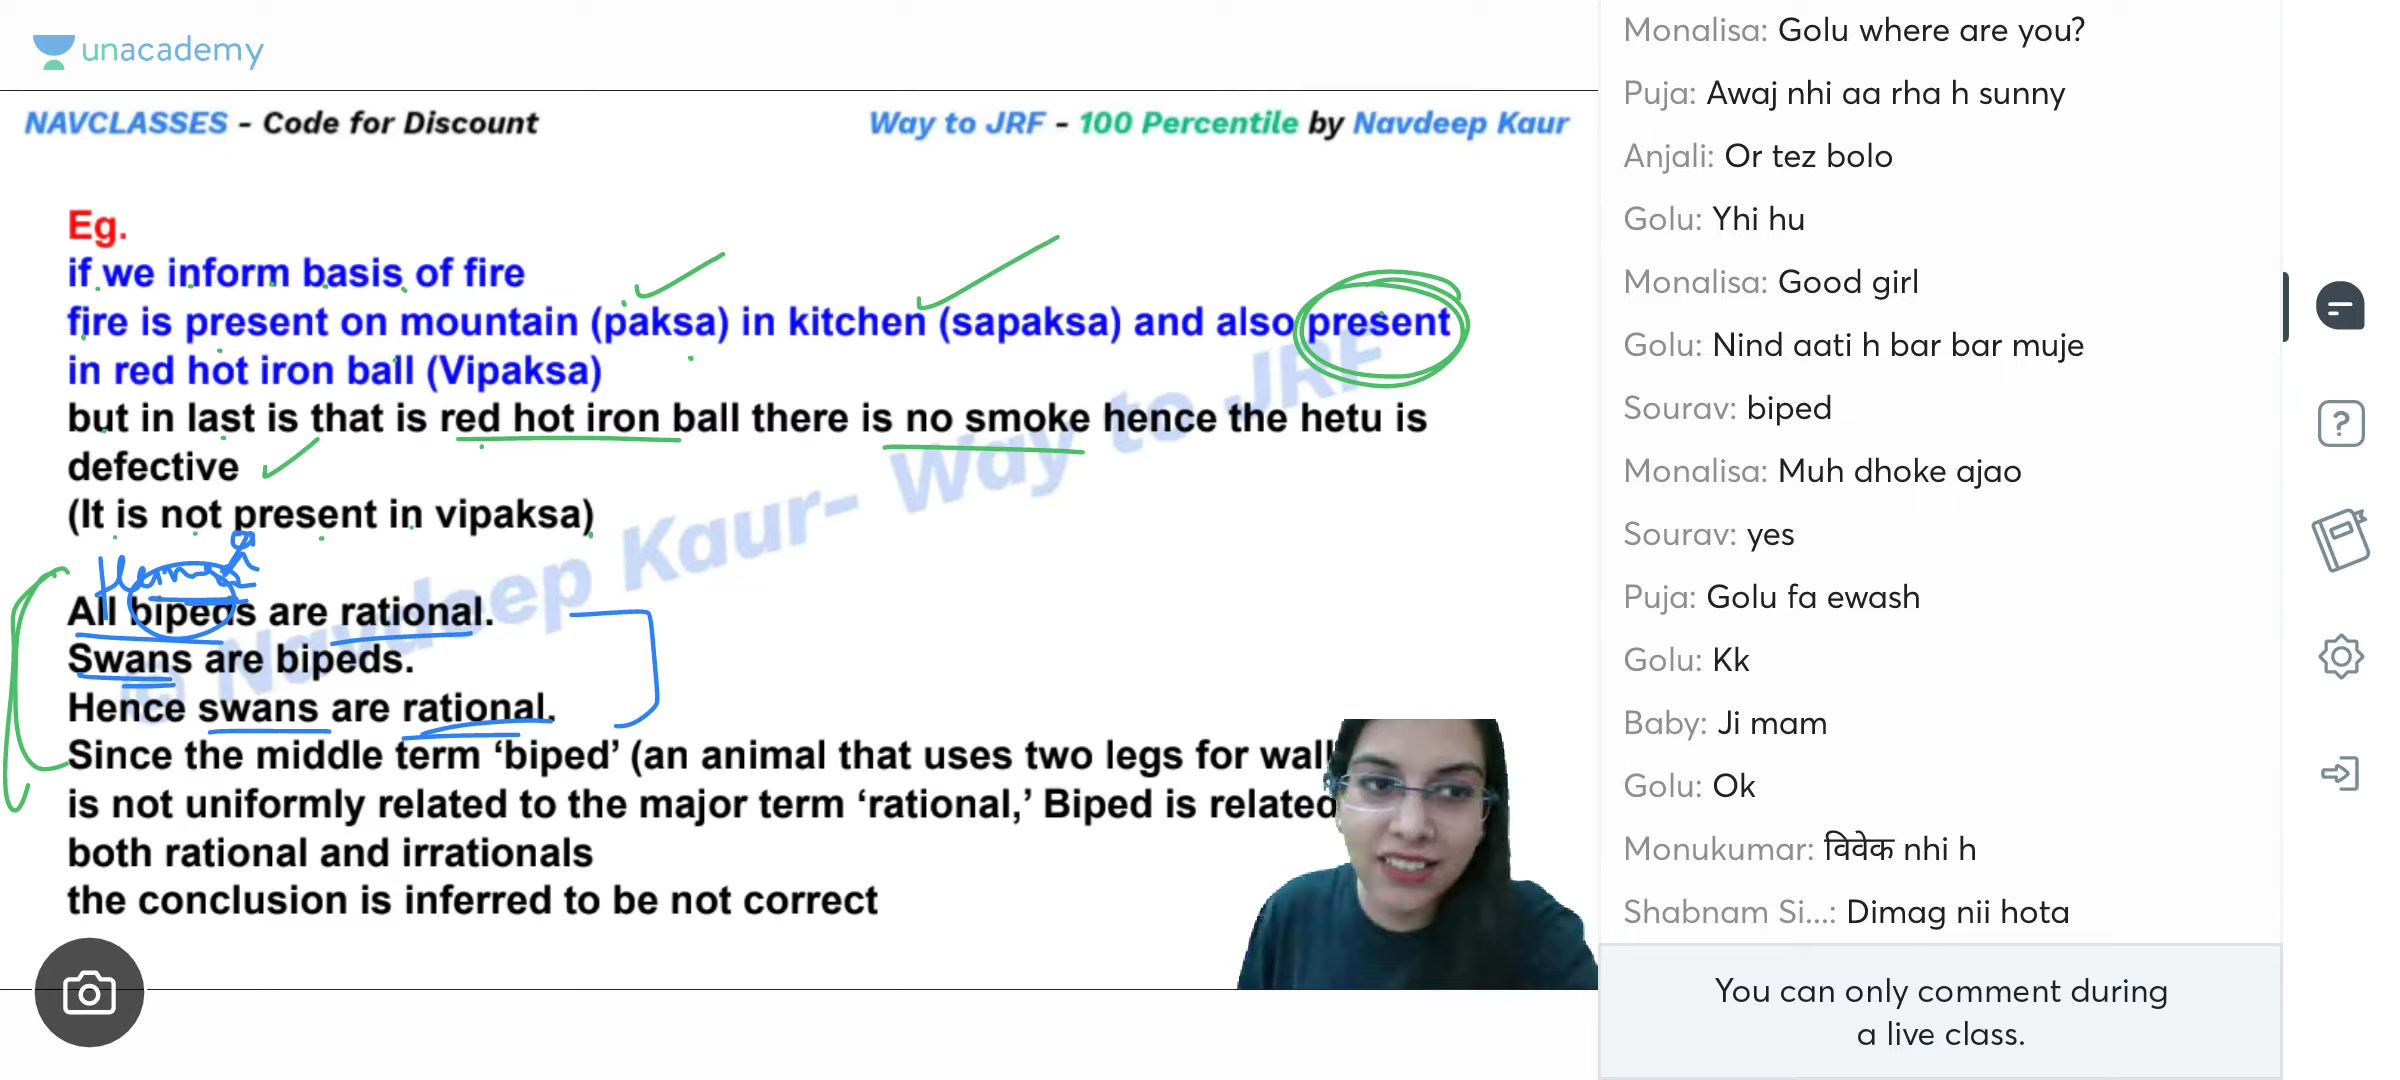 unacademy
NAVCLASSES - Code for Discount
Way to JRF - 100 Percentile by Navdeep Kaur
Eg.
if we inform basis of fire
fire is present on mountain (paksa) in kitchen (sapaksa) and also present
in red hot iron ball (Vipaksa)
but in last is that is red hot iron ball there is no smoke hence the hetu is
defective
(It is not present in vipaksa)
All bipeds are rational.
Swans are bipeds.
Hence swans are rational.
Since the middle term ‘biped’ (an animal that uses two legs for wal
is not uniformly related to the major term ‘rational,’ Biped is related
both rational and irrationals
the conclusion is inferred to be not correct
© Navdeep Kaur- Way to JRF
Monalisa: Golu where are you?
Puja: Awaj nhi aa rha h sunny
Anjali: Or tez bolo
Golu: Yhi hu
Monalisa: Good girl
Golu: Nind aati h bar bar muje
Sourav: biped
Monalisa: Muh dhoke ajao
Sourav: yes
Puja: Golu fa ewash
Golu: Kk
Baby: Ji mam
Golu: Ok
Monukumar: विवेक nhi h
Shabnam Si...: Dimag nii hota
You can only comment during
a live class.